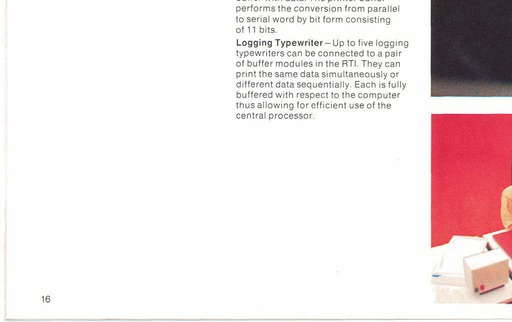 performs the conversion from parallel
to serial word by bit form consisting
of 11 bits.
Logging Typewriter—Up to five logging
typewriters can be connected to a pair
of buffer modules in the RTI. They can
print the same data simultaneously or
different data sequentially. Each is fully
buffered with respect to the computer
thus allowing for efficient use of the
central processor.
16